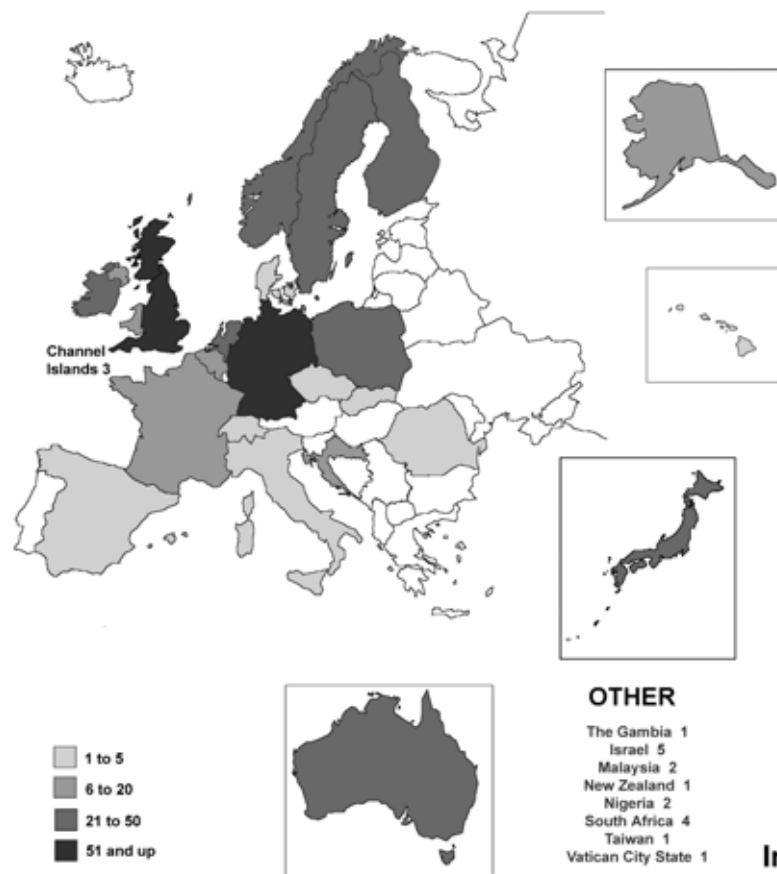 Channel
Islands 3
1 to 5
6 to 20
21 to 50
51 and up
OTHER
The Gambia 1
Israel 5
Malaysia 2
New Zealand 1
Nigeria 2
South Africa 4
Taiwan 1
Vatican City State 1